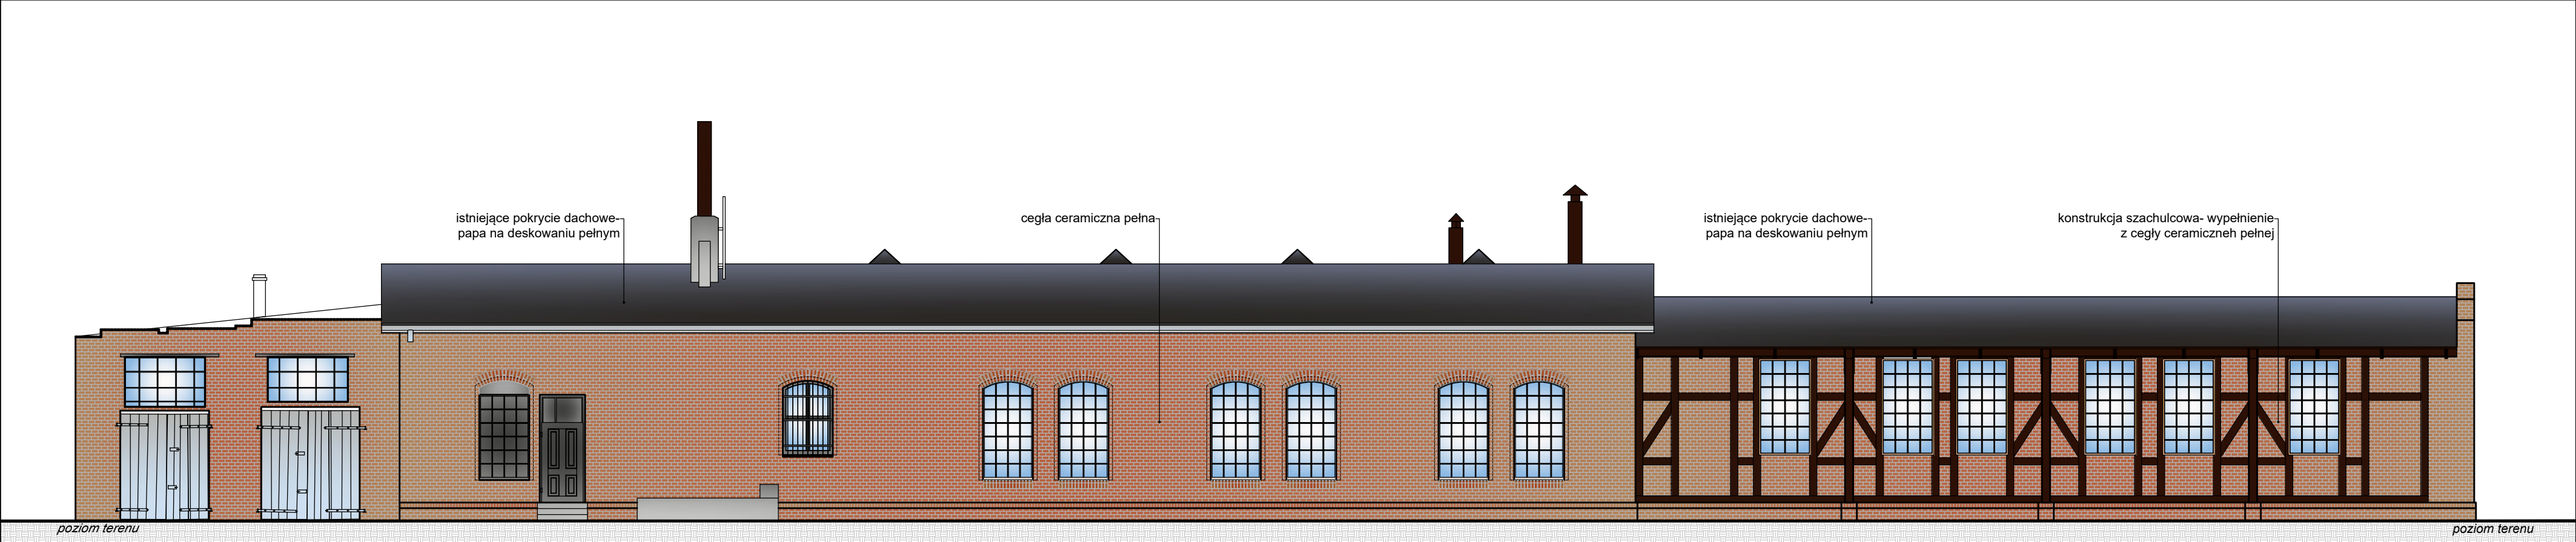 istniejące pokrycie dachowe-
papa na deskowaniu pełnym
cegła ceramiczna pełna
istniejące pokrycie dachowe-
papa na deskowaniu pełnym
konstrukcja szachulcowa- wypełnienie
z cegły ceramiczneh pełnej
poziom terenu
poziom terenu